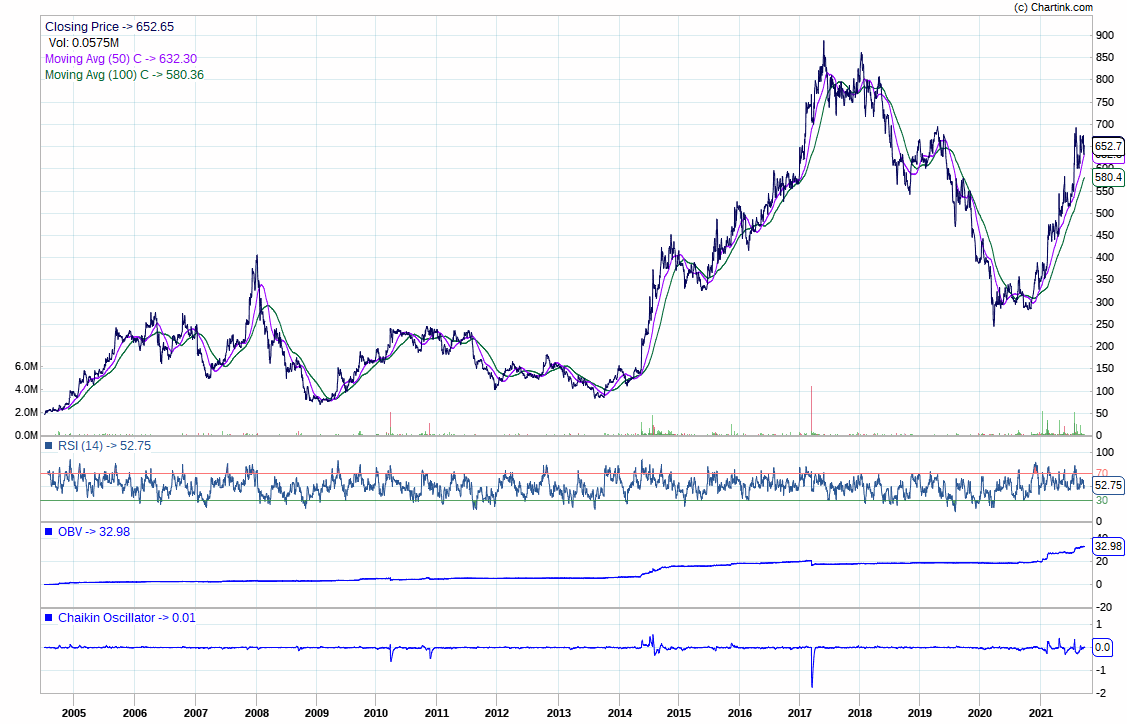 (c) Chartink.com
Closing Price -> 652.65
Vol: 0.0575M
Moving Avg (50) C -> 632.30
Moving Avg (100) C -> 580.36
900
850
800
750
700
652.7
600
580.4
550
500
450
400
350
300
250
200
150
100
50
0
6.0M
4.0M
2.0M
0.0M
RSI (14) -> 52.75
100
70
52.75
30
0
OBV -> 32.98
40
32.98
20
0
-20
Chaikin Oscillator -> 0.01
1
0.0
-1
-2
2005 2006 2007 2008 2009 2010 2011 2012 2013 2014 2015 2016 2017 2018 2019 2020 2021